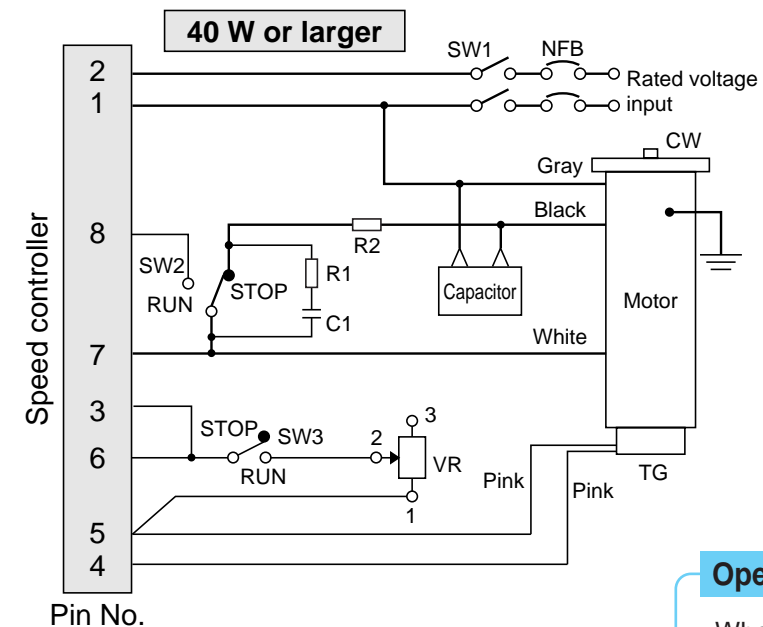 40 W or larger
SW1
NFB
2
Rated voltage
1
input
CW
Gray
Black
8
R2
SW2
STOP
R1
RUN
Capacitor
Motor
C1
White
7
3
3
STOP
SW3
2
6
RUN
VR
Pink
Pink
TG
1
5
4
Speed controller
Pin No.
Ope